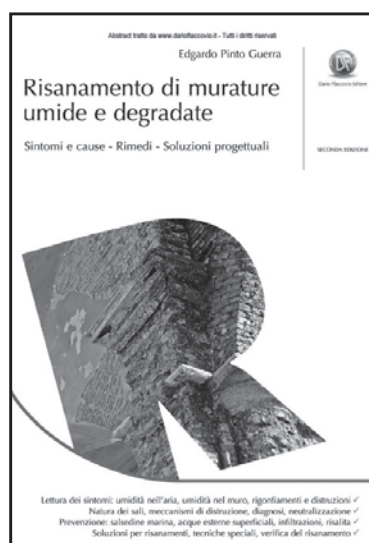 Abstract tratto da www.darioflaccovio.it - Tutti i diritti riservati
Edgardo Pinto Guerra
Risanamento di murature
umide e degradate
Sintomi e cause - Rimedi - Soluzioni progettuali
Dario Flaccovio Editore
SECONDA EDIZIONE
Lettura dei sintomi: umidità nell'aria, umidità nel muro, rigonfiamenti e distruzioni ✓
Natura dei sali, meccanismi di distruzione, diagnosi, neutralizzazione ✓
Prevenzione: salsedine marina, acque esterne superficiali, infiltrazioni, risalita ✓
Soluzioni per risanamenti, tecniche speciali, verifica del risanamento ✓